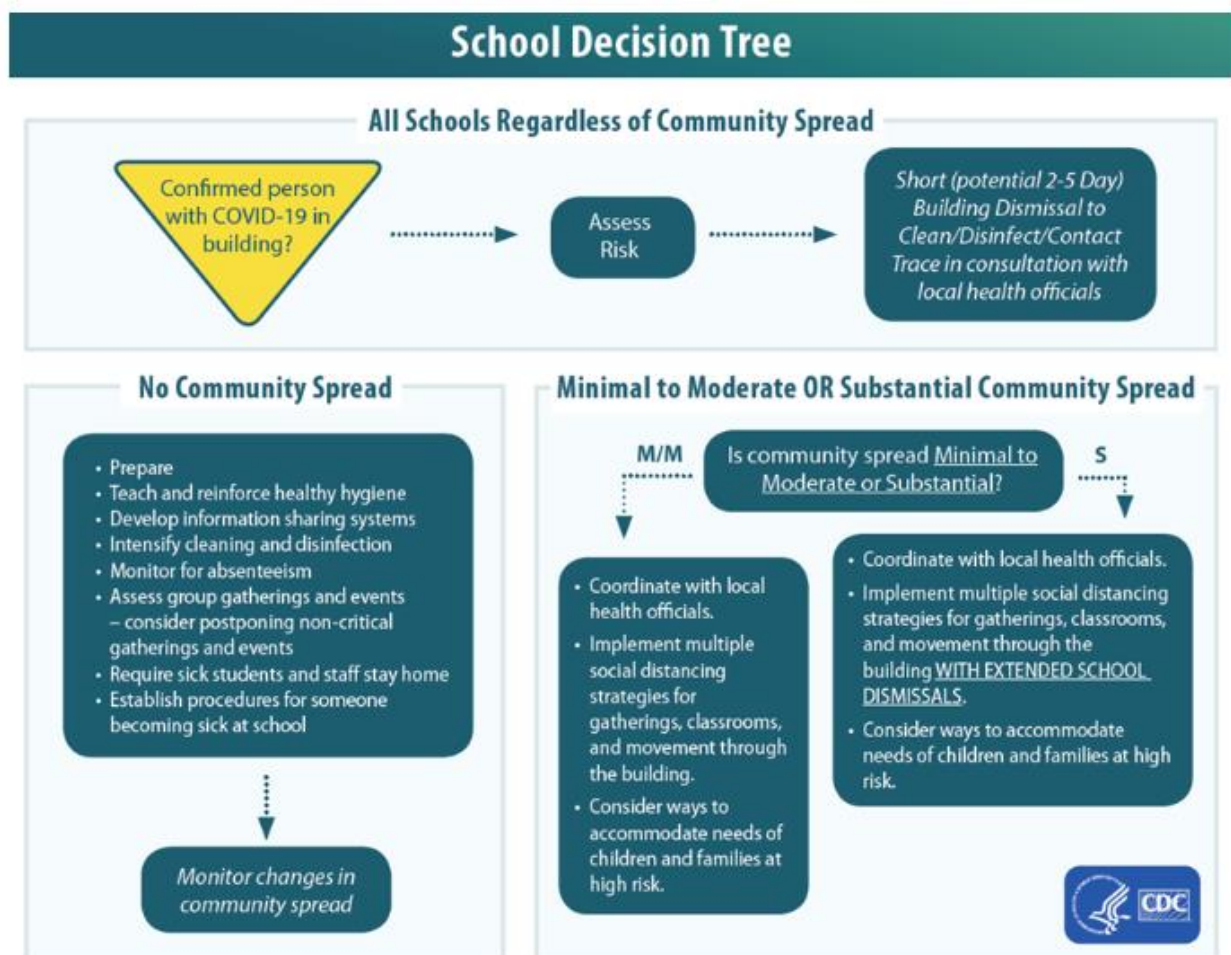 School Decision Tree
All Schools Regardless of Community Spread
Confirmed person
with COVID-19 in
building?
Assess
Risk
Short (potential 2-5 Day)
Building Dismissal to
Clean/Disinfect/Contact
Trace in consultation with
local health officials
No Community Spread
• Prepare
• Teach and reinforce healthy hygiene
• Develop information sharing systems
• Intensify cleaning and disinfection
• Monitor for absenteeism
• Assess group gatherings and events
– consider postponing non-critical
gatherings and events
• Require sick students and staff stay home
• Establish procedures for someone
becoming sick at school
Monitor changes in
community spread
Minimal to Moderate OR Substantial Community Spread
M/M
Is community spread Minimal to
Moderate or Substantial?
S
• Coordinate with local
health officials.
• Implement multiple
social distancing
strategies for
gatherings, classrooms,
and movement through
the building.
• Consider ways to
accommodate needs of
children and families at
high risk.
• Coordinate with local health officials.
• Implement multiple social distancing
strategies for gatherings, classrooms,
and movement through the
building WITH EXTENDED SCHOOL
DISMISSALS.
• Consider ways to accommodate
needs of children and families at high
risk.
CDC